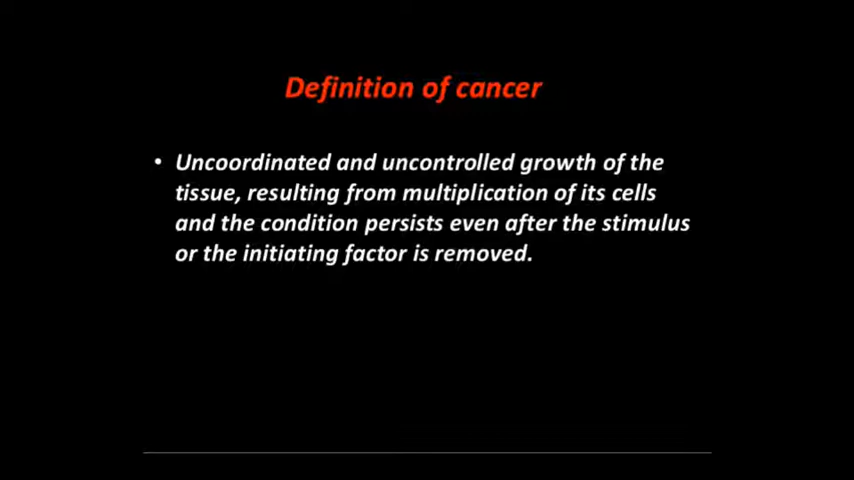 Definition of cancer
• Uncoordinated and uncontrolled growth of the
tissue, resulting from multiplication of its cells
and the condition persists even after the stimulus
or the initiating factor is removed.